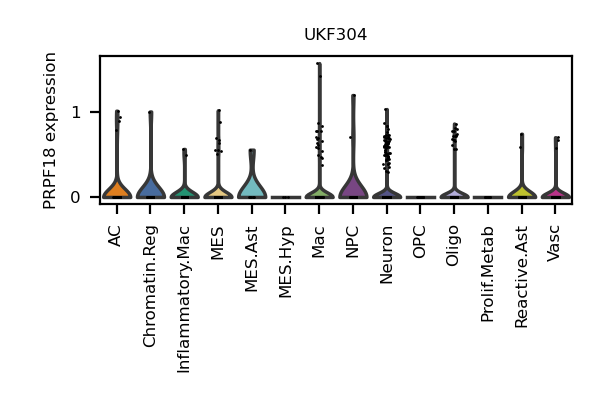 UKF304
PRPF18 expression
1
0
AC
Chromatin.Reg
Inflammatory.Mac
MES
MES.Ast
MES.Hyp
Mac
NPC
Neuron
OPC
Oligo
Prolif.Metab
Reactive.Ast
Vasc